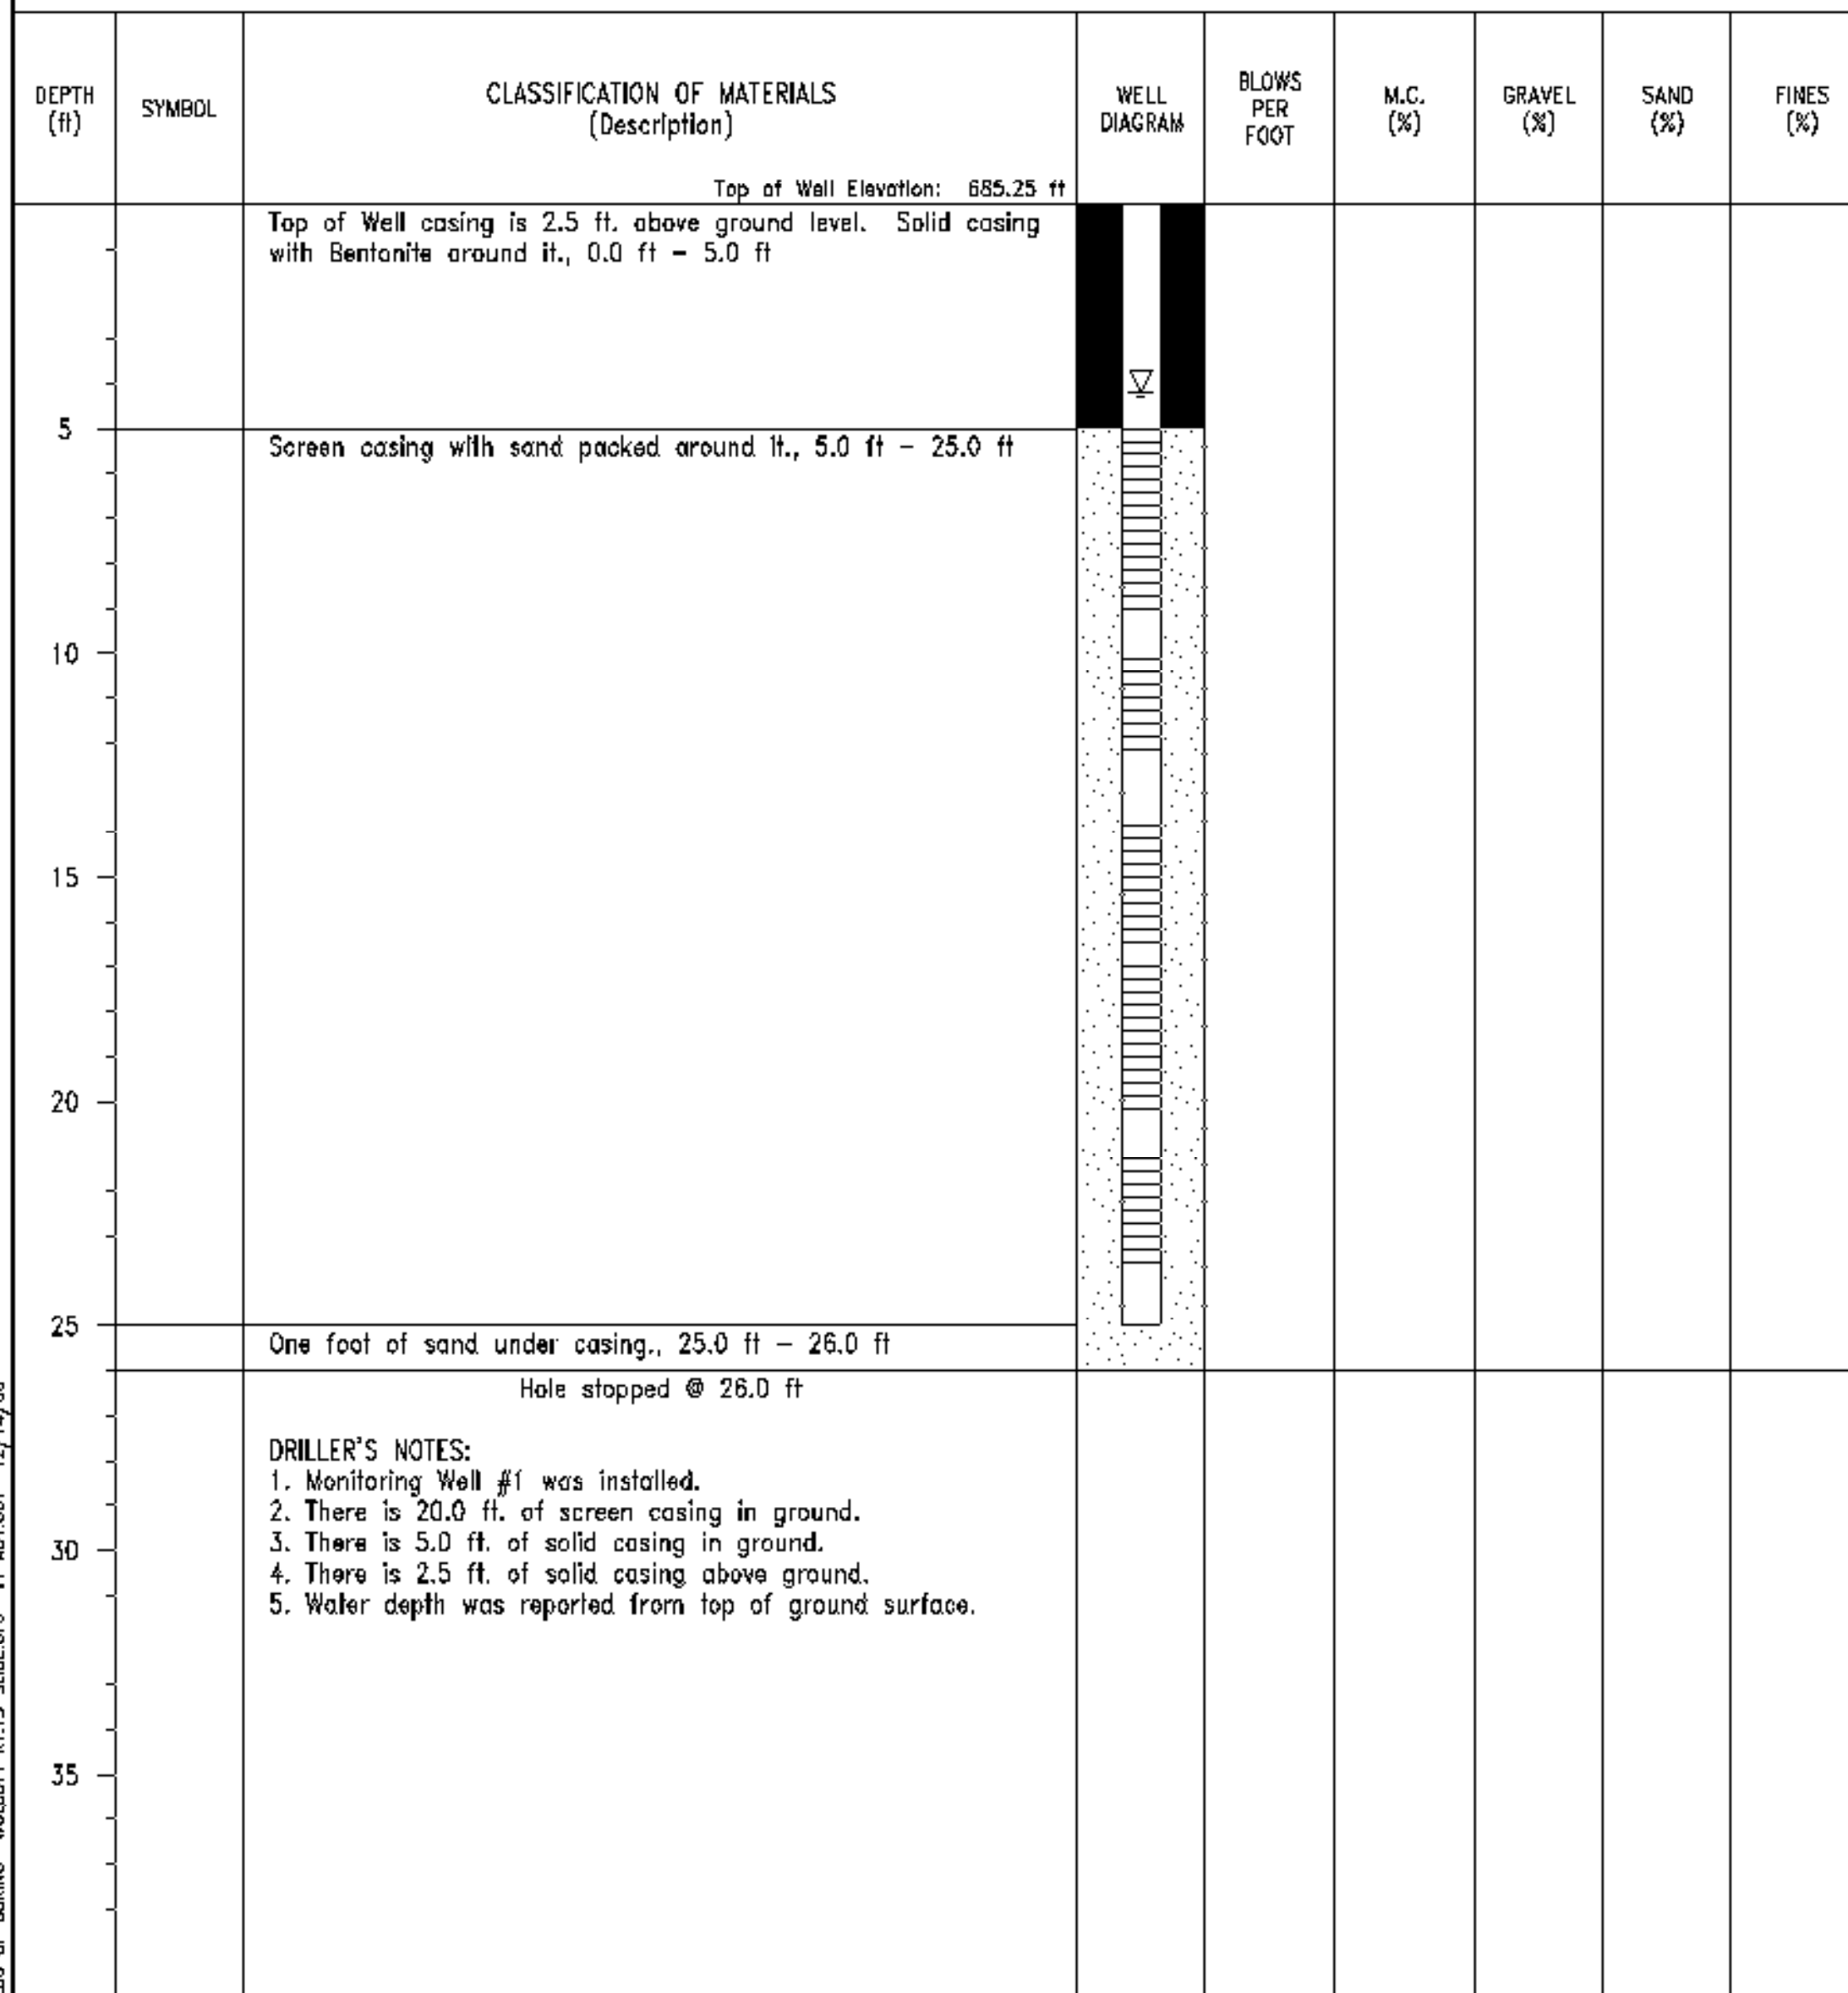 DEPTH
(ft)
SYMBOL
CLASSIFICATION OF MATERIALS
(Description)
Top of Well Elevation: 685.25 ft
WELL
DIAGRAM
BLOWS
PER
FOOT
M.C.
(%)
GRAVEL
(%)
SAND
(%)
FINES
(%)
Top of Well casing is 2.5 ft. above ground level. Solid casing
with Bentonite around it., 0.0 ft - 5.0 ft
5
Screen casing with sand packed around it., 5.0 ft - 25.0 ft
10
15
20
25
One foot of sand under casing., 25.0 ft - 26.0 ft
Hole stopped @ 26.0 ft
DRILLER'S NOTES:
1. Monitoring Well #1 was installed.
2. There is 20.0 ft. of screen casing in ground.
3. There is 5.0 ft. of solid casing in ground.
30
4. There is 2.5 ft. of solid casing above ground.
5. Water depth was reported from top of ground surface.
35